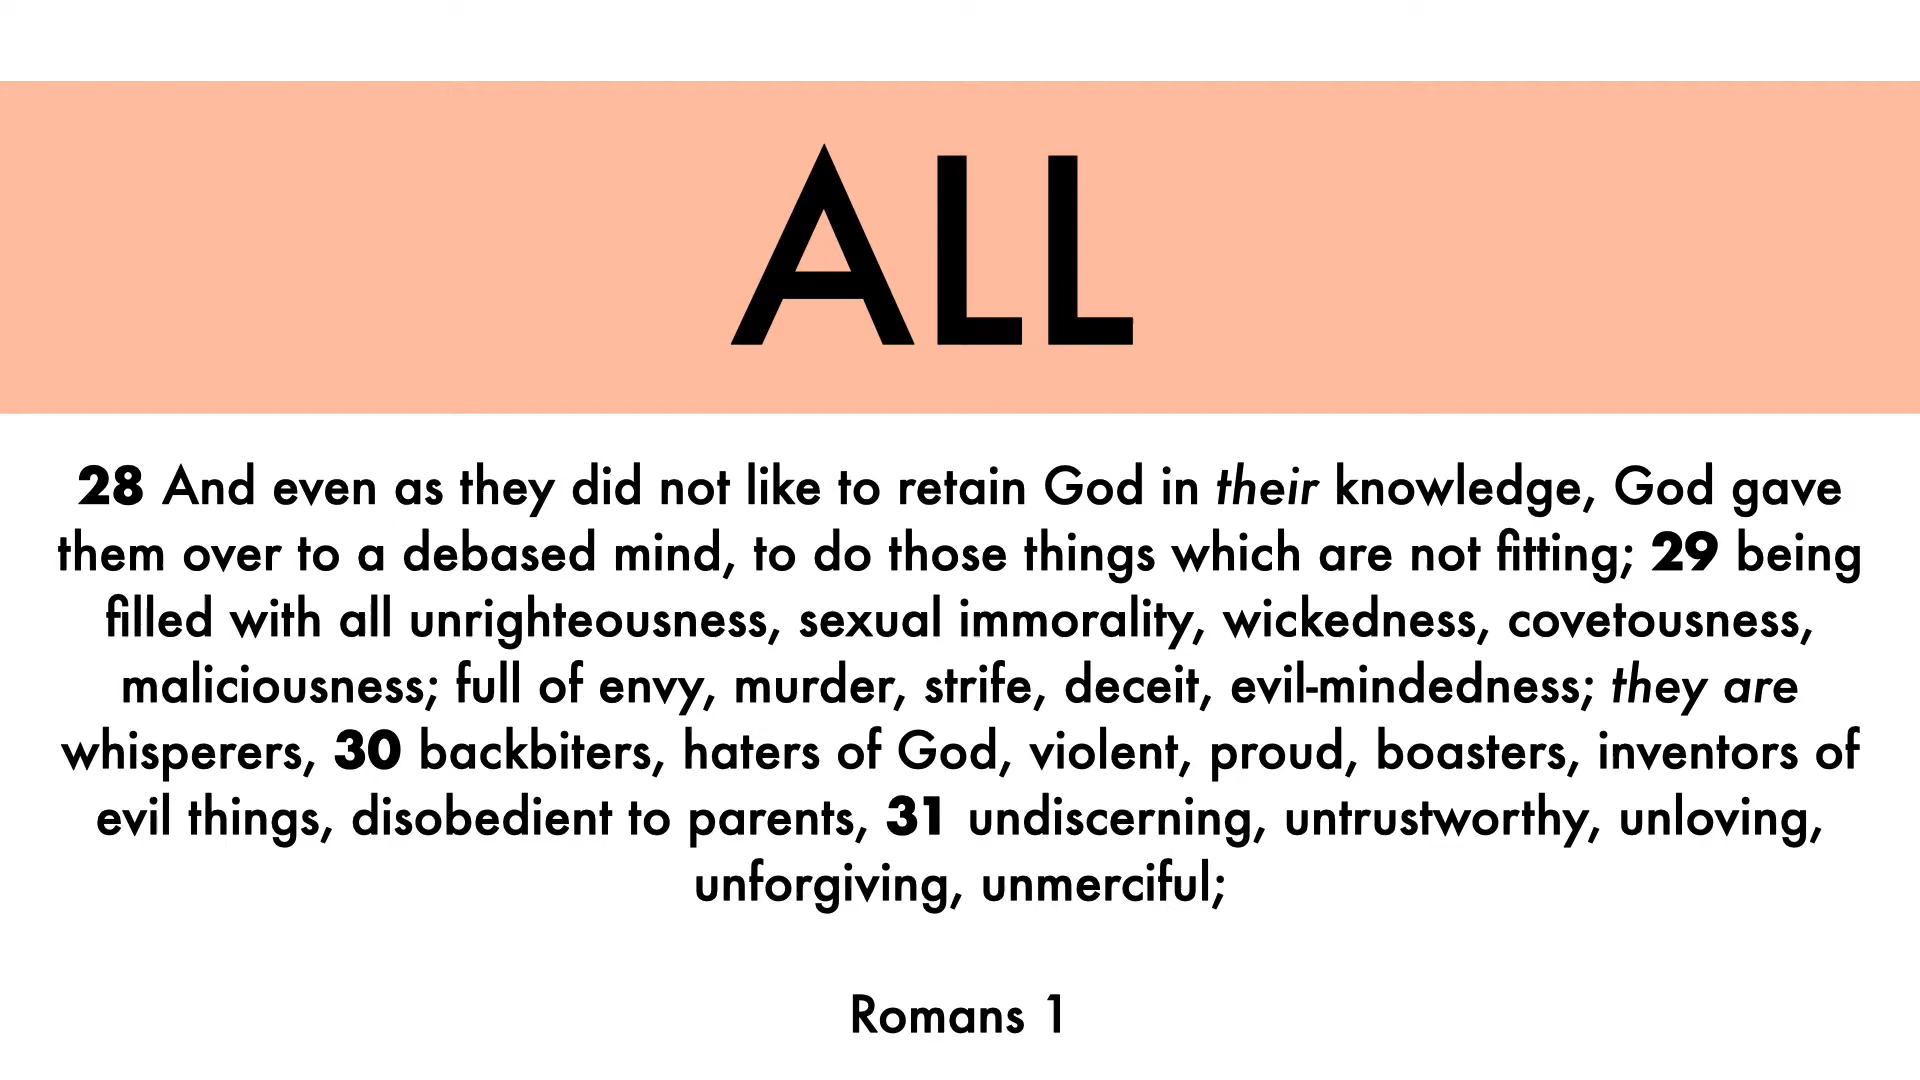 ALL
28 And even as they did not like to retain God in their knowledge, God gave
them over to a debased mind, to do those things which are not fitting; 29 being
filled with all unrighteousness, sexual immorality, wickedness, covetousness,
maliciousness; full of envy, murder, strife, deceit, evil-mindedness; they are
whisperers, 30 backbiters, haters of God, violent, proud, boasters, inventors of
evil things, disobedient to parents, 31 undiscerning, untrustworthy, unloving,
unforgiving, unmerciful;
Romans 1